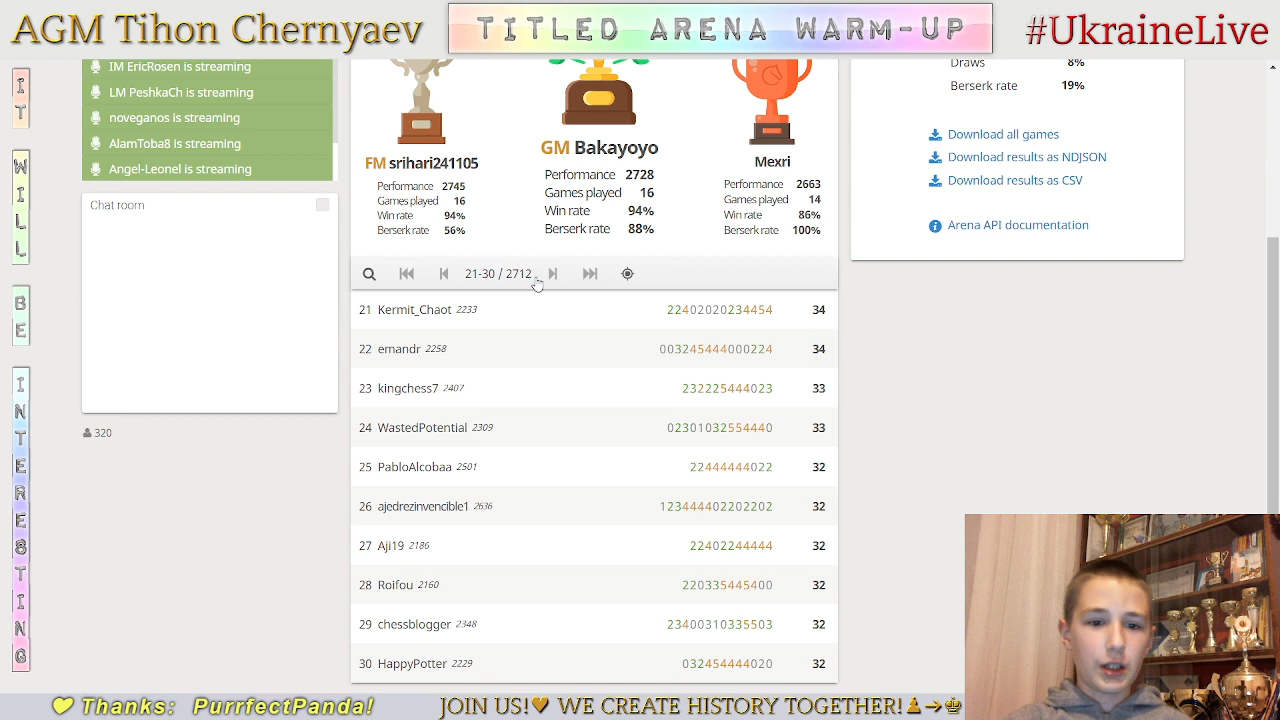 AGM Tihon Chernyaev
TITLED ARENA WARM-UP
#UkraineLive
IT
WILL
BE
INTERE8TING
IM EricRosen is streaming
LM PeshkaCh is streaming
noveganos is streaming
AlamToba8 is streaming
Angel-Leonel is streaming
Chat room
320
FM srihari241105
Performance 2745
Games played 16
Win rate 94%
Berserk rate 56%
GM Bakayoyo
Performance 2728
Games played 16
Win rate 94%
Berserk rate 88%
Mexri
Performance 2663
Games played 14
Win rate 86%
Berserk rate 100%
21-30 / 2712
21 Kermit_Chaot 2233 22402020234454 34
22 emandr 2258 003245444000224 34
23 kingchess7 2407 232225444023 33
24 WastedPotential 2309 02301032554440 33
25 PabloAlcobaa 2501 22444444022 32
26 ajedrezinvencible1 2636 123444402202202 32
27 Aji19 2186 22402244444 32
28 Roifou 2160 220335445400 32
29 chessblogger 2348 23400310335503 32
30 HappyPotter 2229 032454444020 32
Draws 8%
Berserk rate 19%
Download all games
Download results as NDJSON
Download results as CSV
Arena API documentation
Thanks: PurrfectPanda!
JOIN US!♥ WE CREATE HISTORY TOGETHER!♟→♚